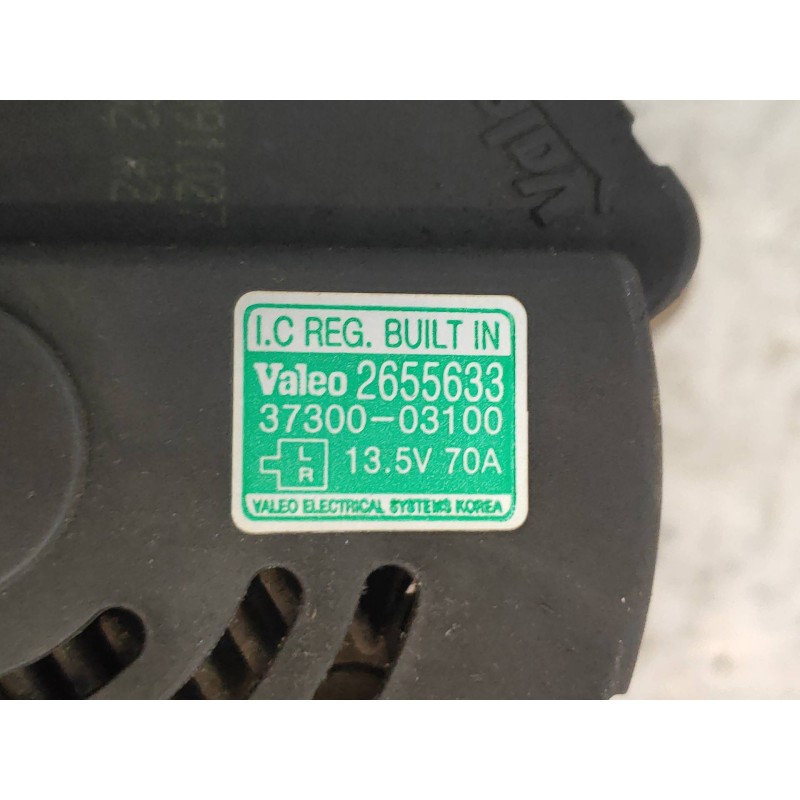 I.C REG. BUILT IN
Valeo 2655633
37300-03100
L
R
13.5V 70A
VALEO ELECTRICAL SYSTEMS KOREA